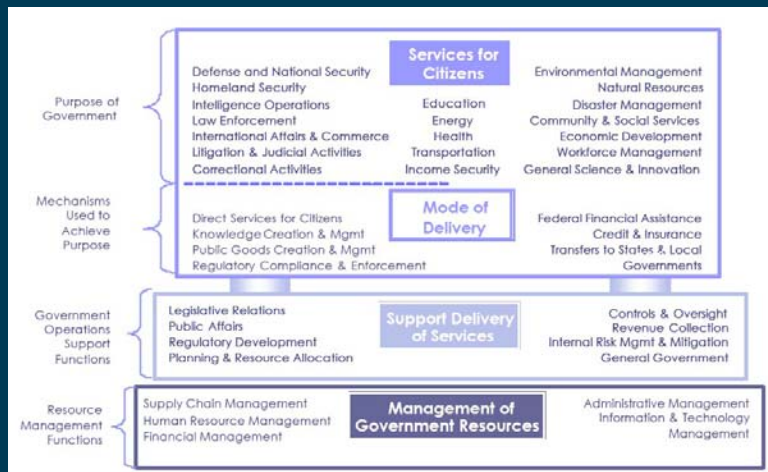 Purpose of
Government
Services for
Citizens
Defense and National Security
Homeland Security
Intelligence Operations
Law Enforcement
International Affairs & Commerce
Litigation & Judicial Activities
Correctional Activities
Education
Energy
Health
Transportation
Income Security
Environmental Management
Natural Resources
Disaster Management
Community & Social Services
Economic Development
Workforce Management
General Science & Innovation
Mechanisms
Used to
Achieve
Purpose
Mode of
Delivery
Direct Services for Citizens
Knowledge Creation & Mgmt
Public Goods Creation & Mgmt
Regulatory Compliance & Enforcement
Federal Financial Assistance
Credit & Insurance
Transfers to States & Local
Governments
Government
Operations
Support
Functions
Legislative Relations
Public Affairs
Regulatory Development
Planning & Resource Allocation
Support Delivery
of Services
Controls & Oversight
Revenue Collection
Internal Risk Mgmt & Mitigation
General Government
Resource
Management
Functions
Supply Chain Management
Human Resource Management
Financial Management
Management of
Government Resources
Administrative Management
Information & Technology
Management